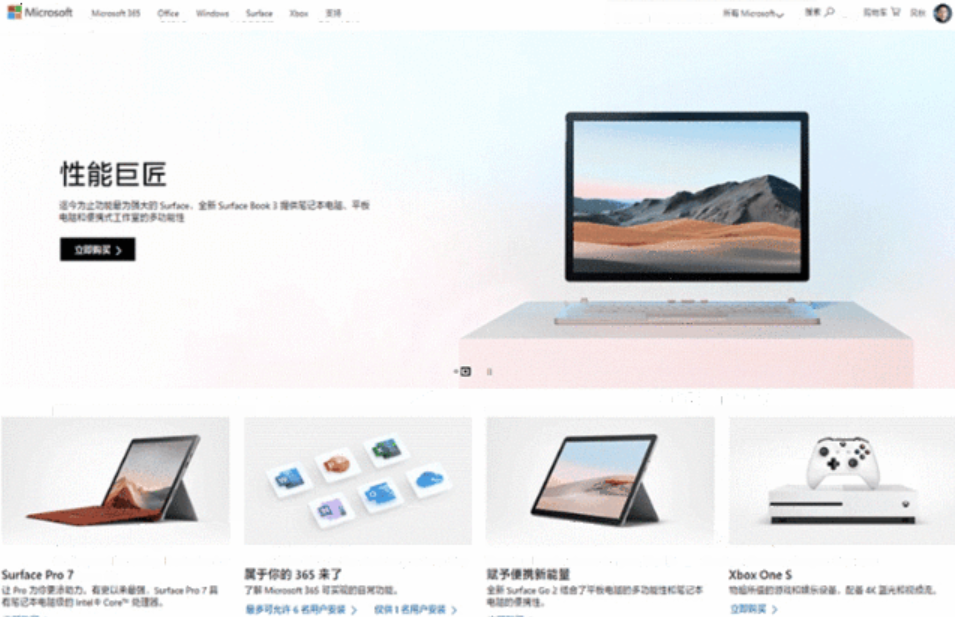 Microsoft
Microsoft 365 Office Windows Surface Xbox 支持
所有 Microsoft 搜索 购物车
性能巨匠
迄今为止功能最为强大的 Surface。全新 Surface Book 3 提供笔记本电脑、平板
电脑和便携式工作室的多功能性
立即购买
Surface Pro 7
让 Pro 为你更添助力。有史以来最强，Surface Pro 7 具
有笔记本电脑级的 Intel® Core™ 处理器。
属于你的 365 来了
了解 Microsoft 365 可实现的日常功能。
最多可允许 6 名用户安装 仅供 1 名用户安装
赋予便携新能量
全新 Surface Go 2 结合了平板电脑的多功能性和笔记本
电脑的便携性。
Xbox One S
物超所值的游戏和娱乐设备，配备 4K 蓝光和视频流。
立即购买